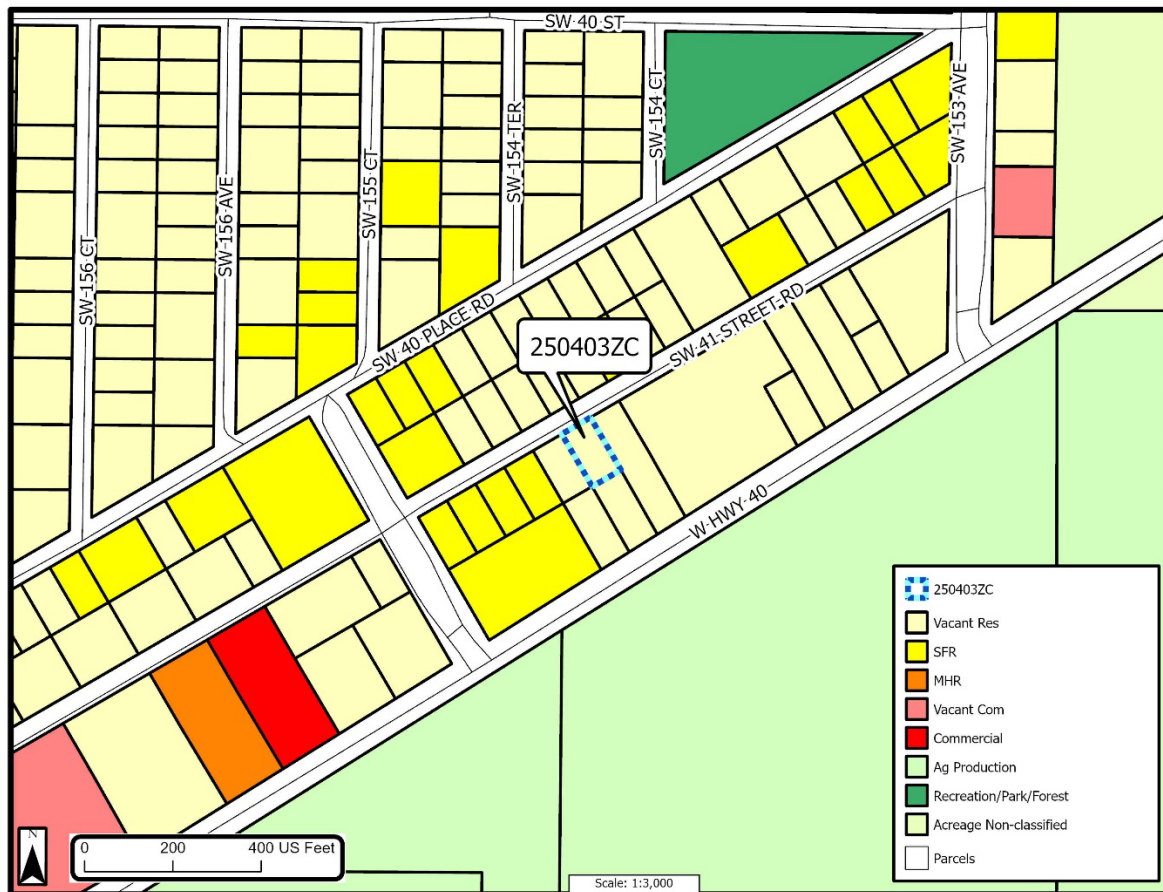 SW 40 ST
SW 156 CT
SW 156 AVE
SW 155 CT
SW 154 TER
SW 154 CT
SW 153 AVE
SW 40 PLACE RD
250403ZC
SW 41 STREET RD
W HWY 40
250403ZC
Vacant Res
SFR
MHR
Vacant Com
Commercial
Ag Production
Recreation/Park/Forest
Acreage Non-classified
Parcels
N
0 200 400 US Feet
Scale: 1:3,000